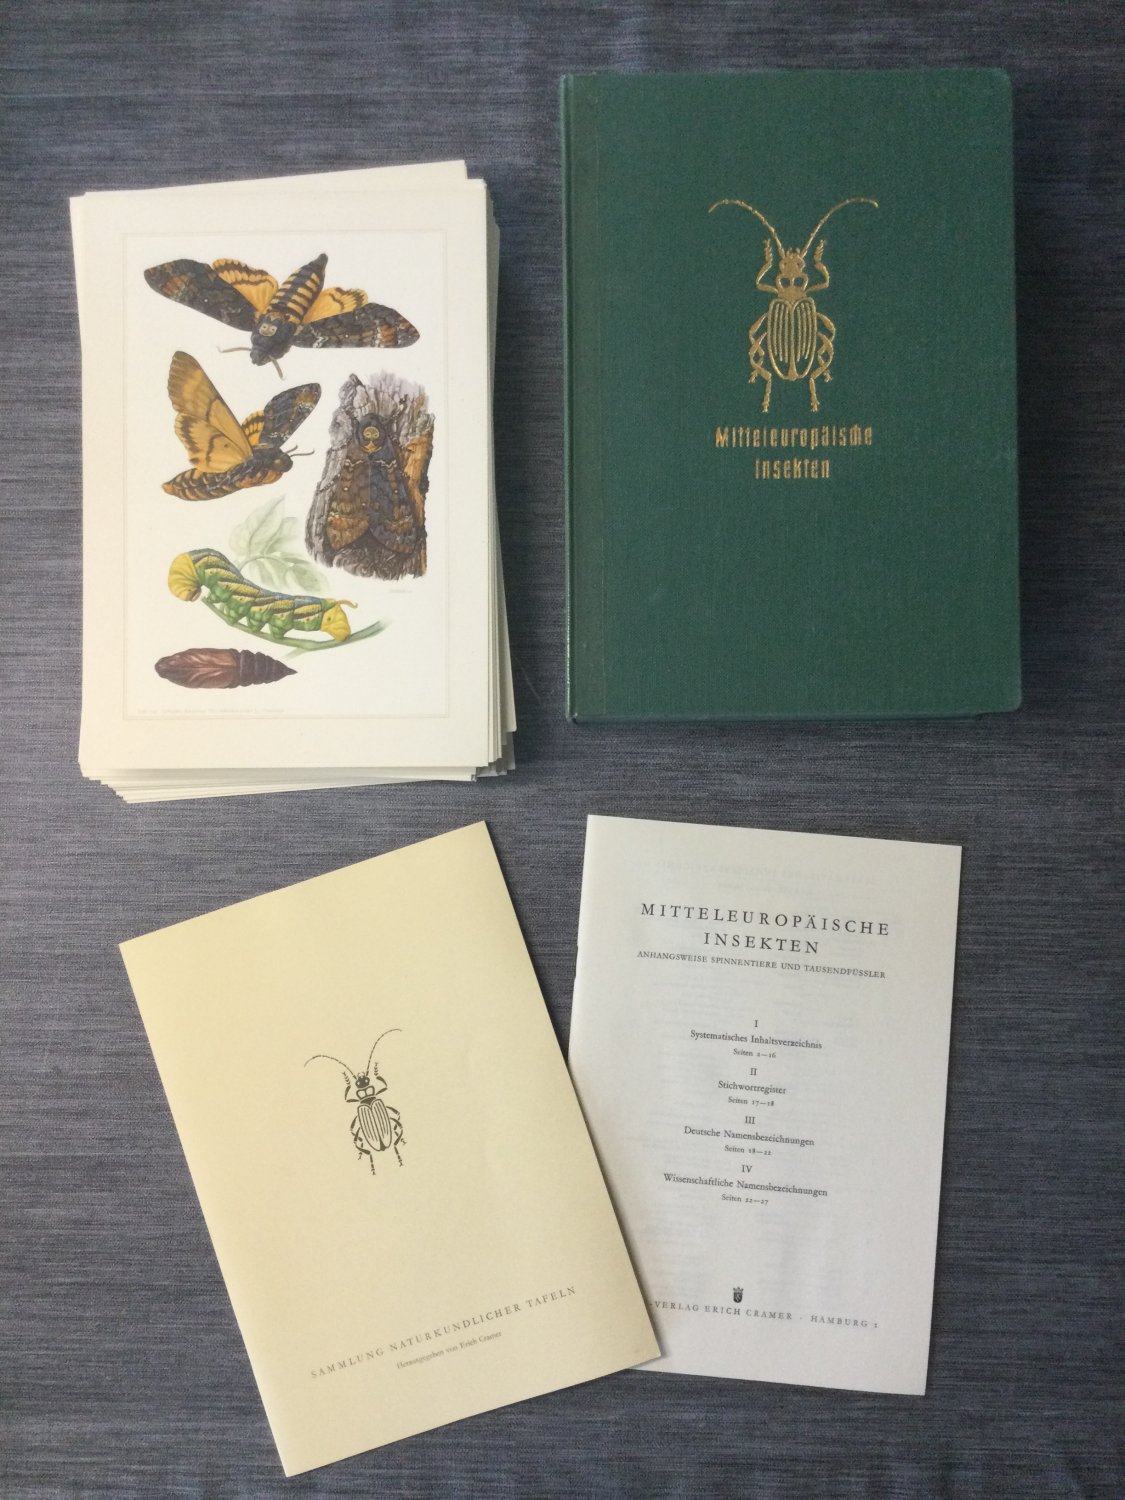 Mitteleuropäische
Insekten
SAMMLUNG NATURKUNDLICHER TAFELN
Herausgegeben von Erich Cramer
MITTELEUROPÄISCHE
INSEKTEN
ANHANGSWEISE SPINNENTIERE UND TAUSENDFÜSSLER
I
Systematisches Inhaltsverzeichnis
Seiten 2—16
II
Stichwortregister
Seiten 17—18
III
Deutsche Namensbezeichnungen
Seiten 18—22
IV
Wissenschaftliche Namensbezeichnungen
Seiten 22—27
-VERLAG ERICH CRAMER · HAMBURG 1